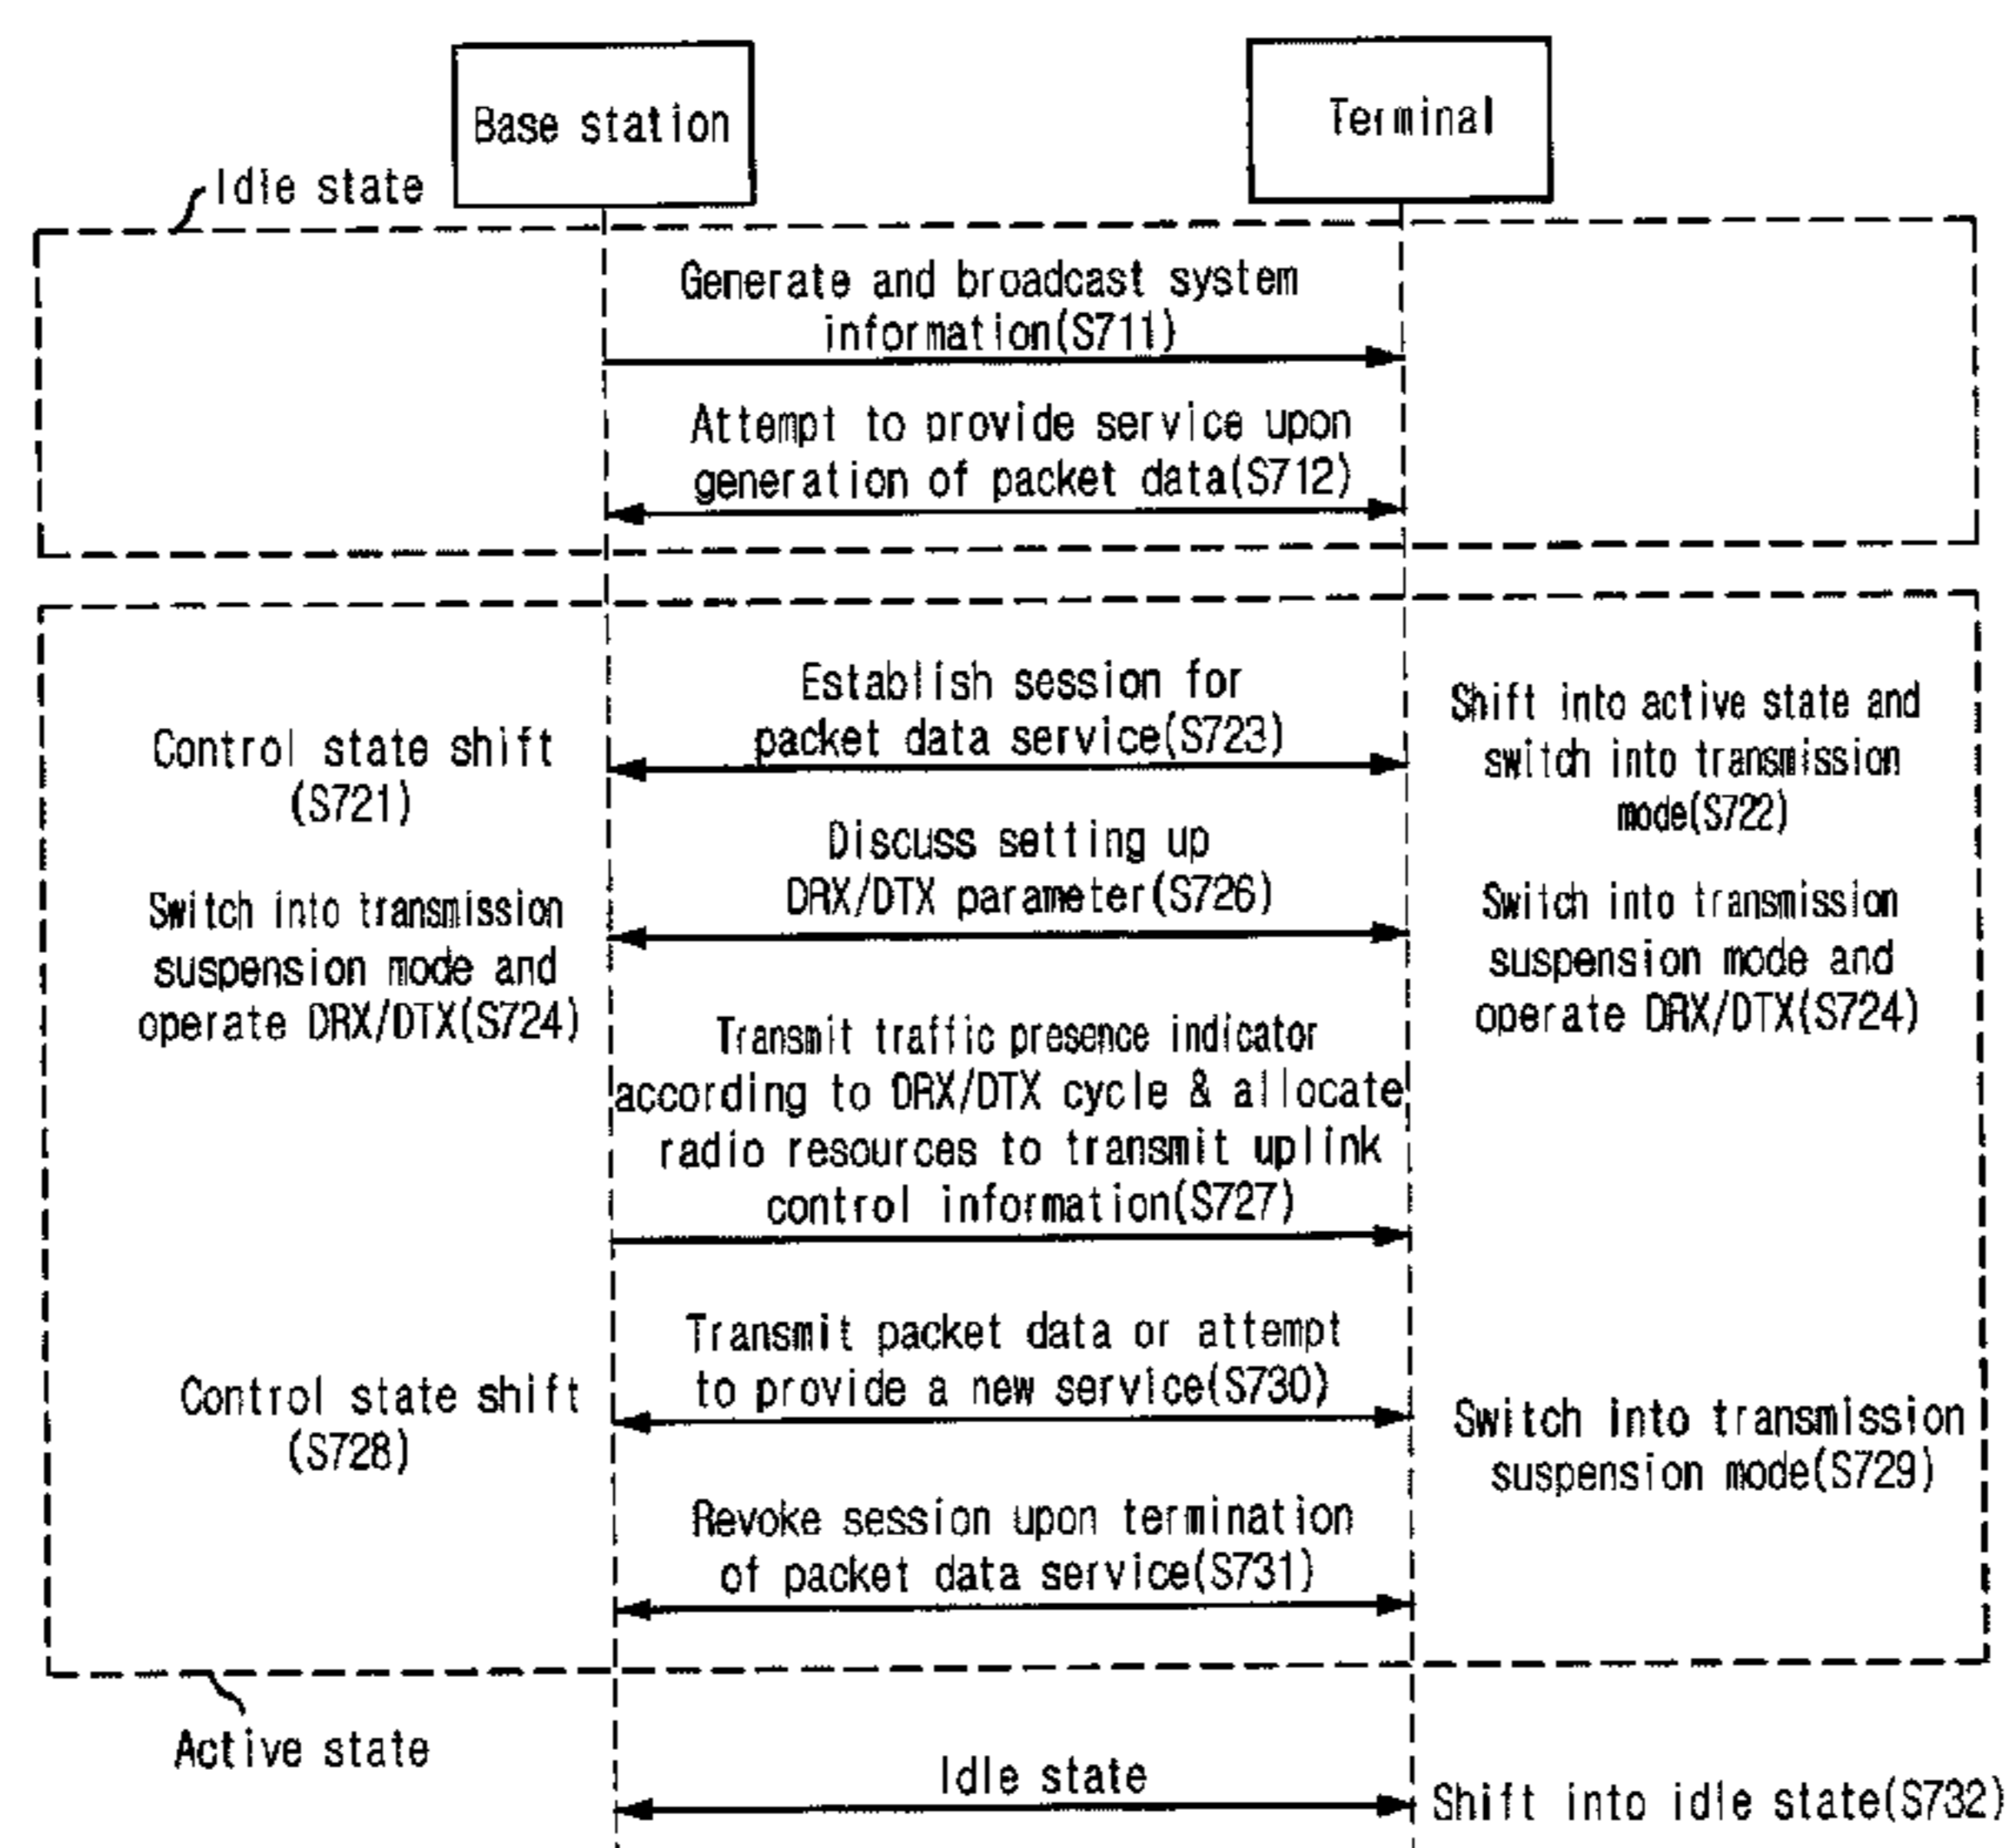 Base station
Terminal
Idle state
Generate and broadcast system
information(S711)
Attempt to provide service upon
generation of packet data(S712)
Establish session for
packet data service(S723)
Control state shift
(S721)
Shift into active state and
switch into transmission
mode(S722)
Discuss setting up
DRX/DTX parameter(S726)
Switch into transmission
suspension mode and
operate DRX/DTX(S724)
Switch into transmission
suspension mode and
operate DRX/DTX(S724)
Transmit traffic presence indicator
according to DRX/DTX cycle & allocate
radio resources to transmit uplink
control information(S727)
Transmit packet data or attempt
to provide a new service(S730)
Control state shift
(S728)
Switch into transmission
suspension mode(S729)
Revoke session upon termination
of packet data service(S731)
Active state
Idle state
Shift into idle state(S732)